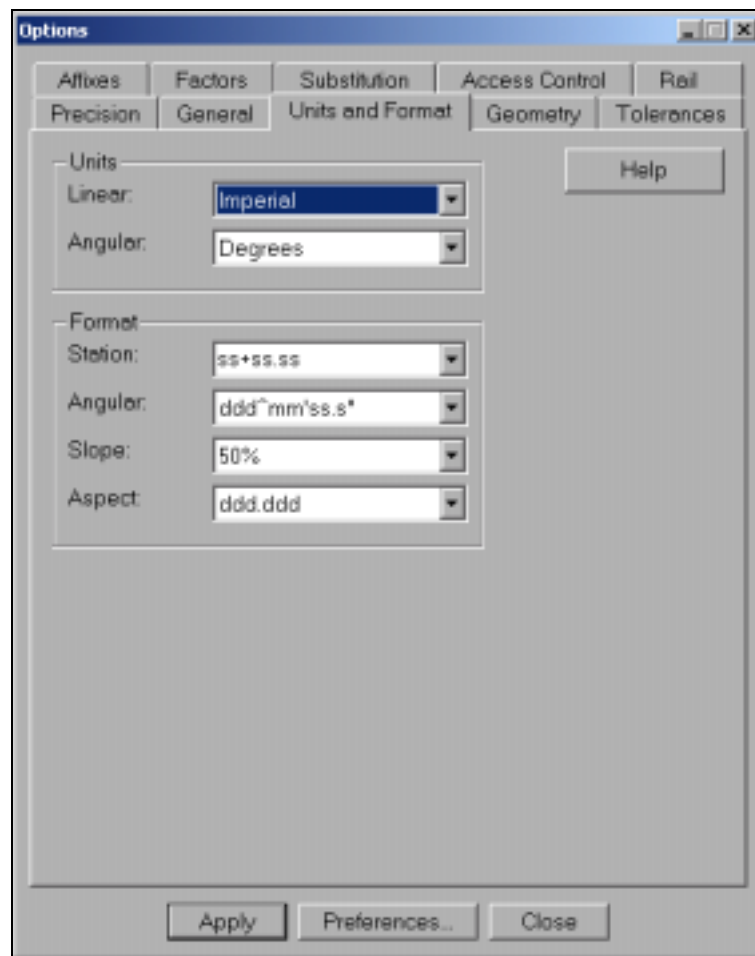 Options
Affixes Factors Substitution Access Control Rail
Precision General Units and Format Geometry Tolerances
Units
Help
Linear: Imperial
Angular: Degrees
Format
Station: ss+ss.ss
Angular: ddd^mm'ss.s"
Slope: 50%
Aspect: ddd.ddd
Apply Preferences... Close